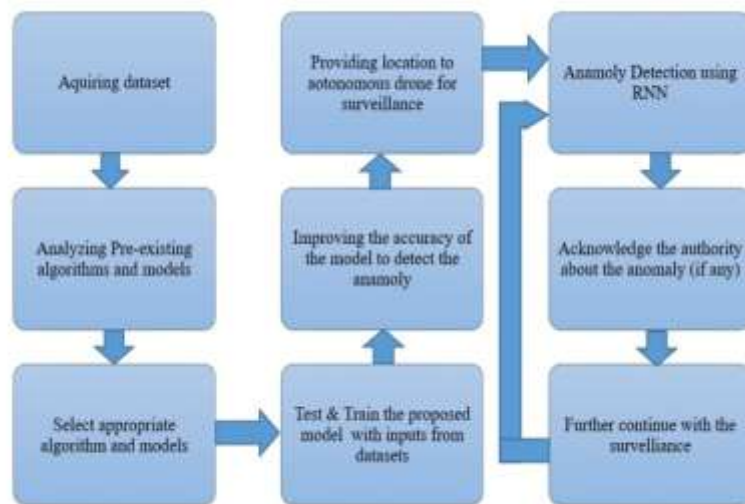 Aquiring dataset
Analyzing Pre-existing
algorithms and models
Select appropriate
algorithm and models
Test & Train the proposed
model with inputs from
datasets
Improving the accuracy of
the model to detect the
anamoly
Providing location to
aotonomous drone for
surveillance
Anamoly Detection using
RNN
Acknowledge the authority
about the anomaly (if any)
Further continue with the
survelliance